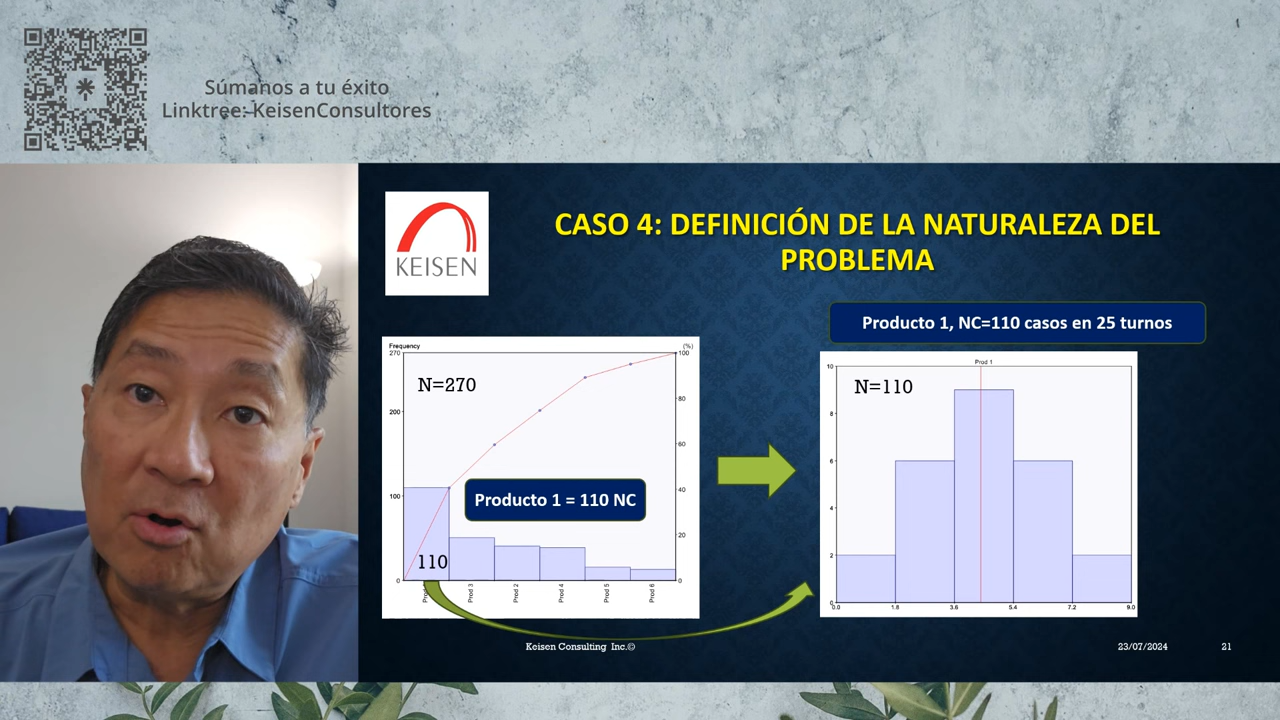 Súmanos a tu éxito
Linktree: KeisenConsultores
KEISEN
CASO 4: DEFINICIÓN DE LA NATURALEZA DEL
PROBLEMA
Producto 1, NC=110 casos en 25 turnos
Frequency
(%)
270
200
100
0
100
80
60
40
20
0
N=270
Producto 1 = 110 NC
110
Prod 3
Prod 2
Prod 4
Prod 5
Prod 6
Prod 1
N=110
10
8
6
4
2
0
0.0
1.8
3.6
5.4
7.2
9.0
Keisen Consulting Inc.©
23/07/2024
21